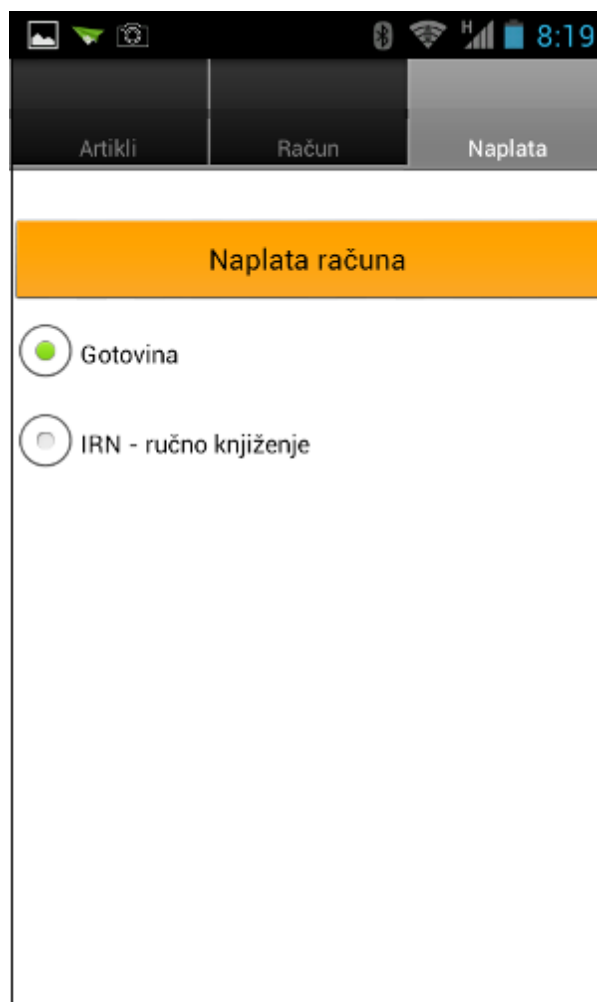 H 8:19
Artikli Račun Naplata
Naplata računa
Gotovina
IRN - ručno knjiženje